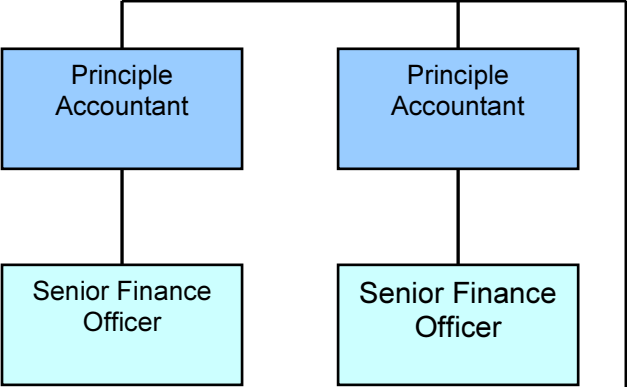 Principle
Accountant
Principle
Accountant
Senior Finance
Officer
Senior Finance
Officer